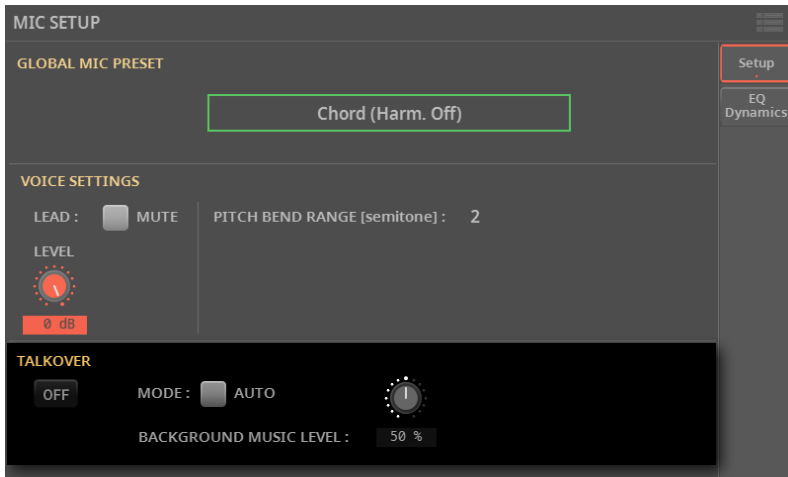 MIC SETUP
GLOBAL MIC PRESET
Setup
Chord (Harm. Off)
EQ
Dynamics
VOICE SETTINGS
LEAD : MUTE PITCH BEND RANGE [semitone] : 2
LEVEL
0 dB
TALKOVER
OFF MODE : AUTO
BACKGROUND MUSIC LEVEL : 50 %